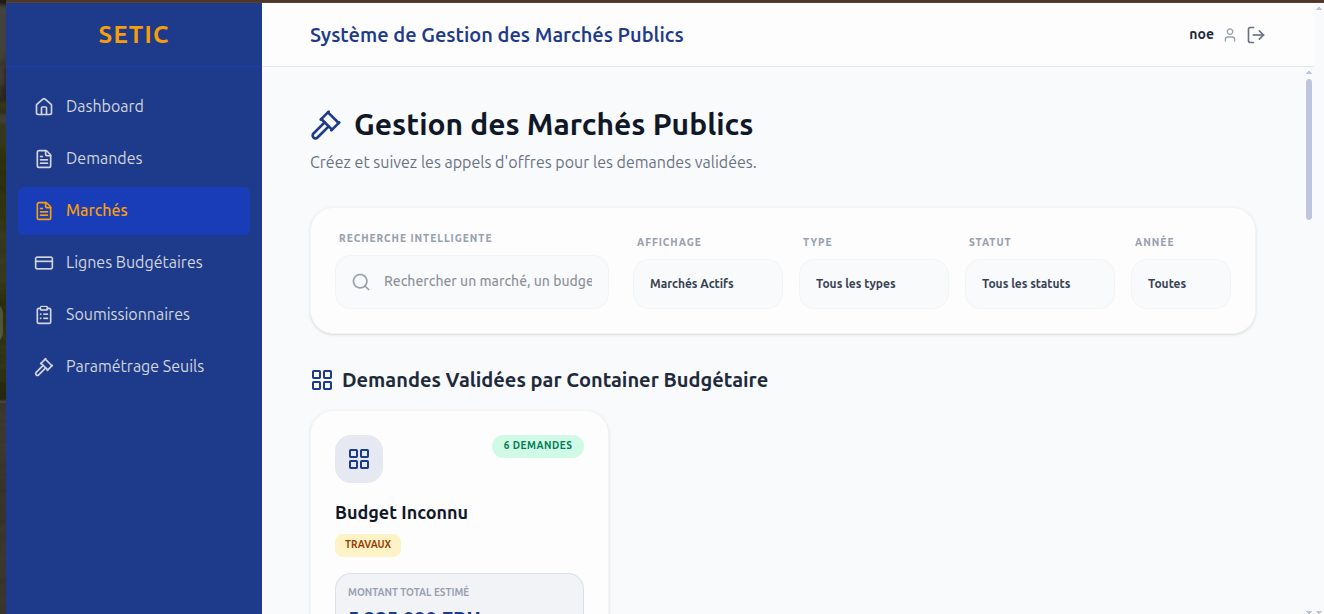 SETIC
Système de Gestion des Marchés Publics
noe
Dashboard
Demandes
Marchés
Lignes Budgétaires
Soumissionnaires
Paramétrage Seuils
Gestion des Marchés Publics
Créez et suivez les appels d'offres pour les demandes validées.
RECHERCHE INTELLIGENTE
Rechercher un marché, un budge
AFFICHAGE
Marchés Actifs
TYPE
Tous les types
STATUT
Tous les statuts
ANNÉE
Toutes
Demandes Validées par Container Budgétaire
6 DEMANDES
Budget Inconnu
TRAVAUX
MONTANT TOTAL ESTIMÉ